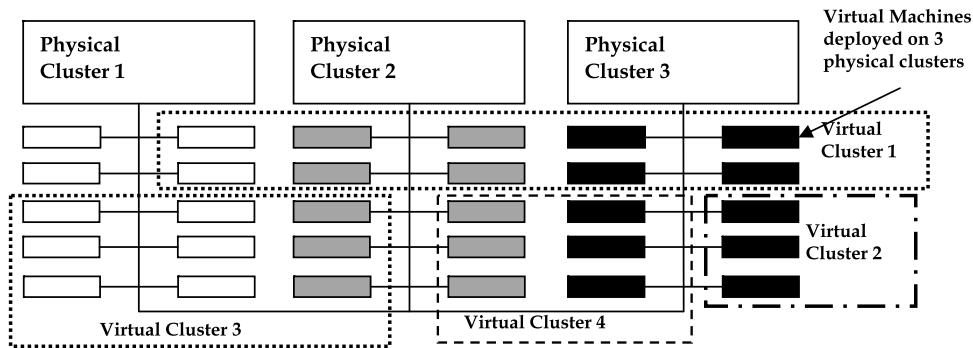 Physical
Cluster 1
Physical
Cluster 2
Physical
Cluster 3
Virtual Machines
deployed on 3
physical clusters
Virtual
Cluster 1
Virtual
Cluster 2
Virtual Cluster 3
Virtual Cluster 4